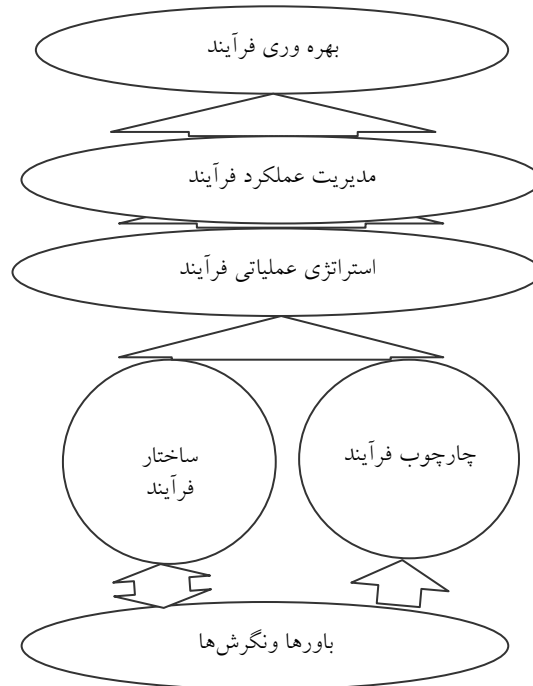 بهره وری فرآیند
مدیریت عملکرد فرآیند
استراتژی عملیاتی فرآیند
چارچوب فرآیند
ساختار
فرآیند
باورها ونگرش‌ها